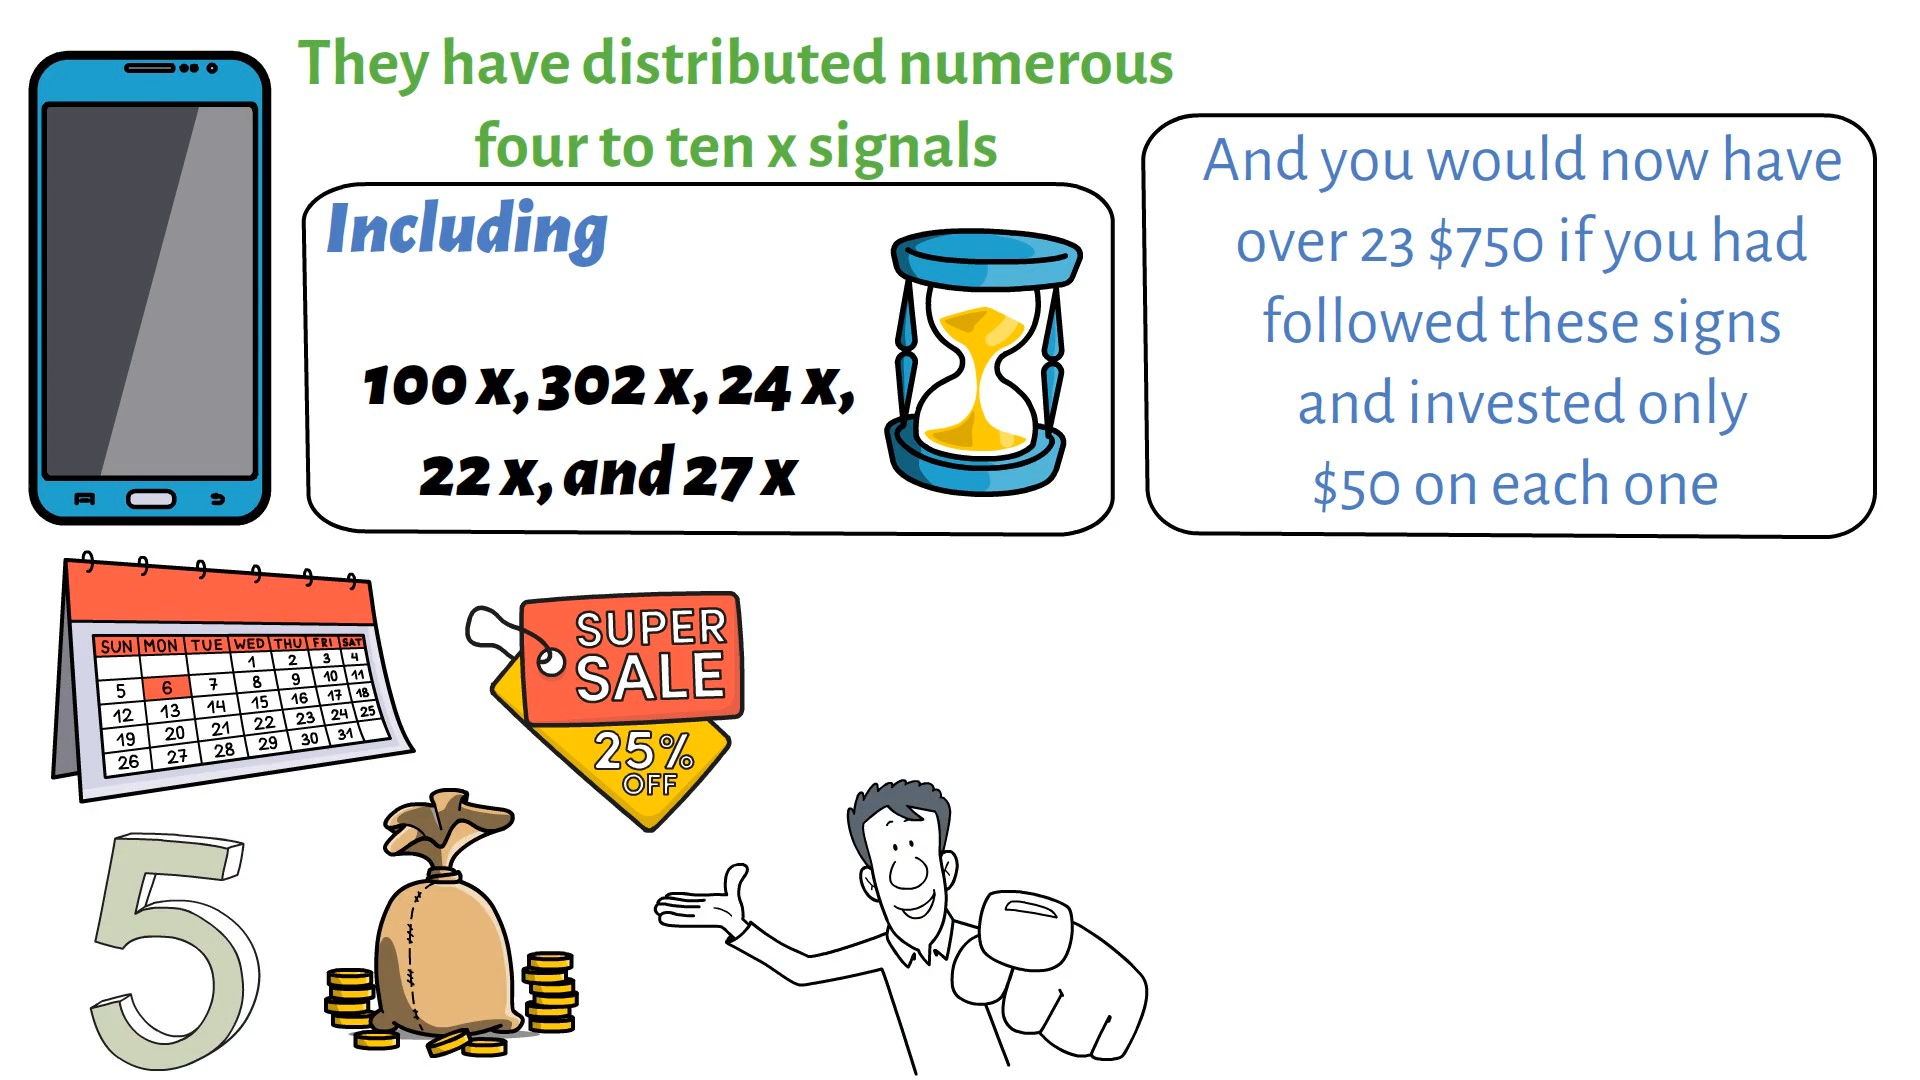 They have distributed numerous
four to ten x signals
Including
100 x, 302 x, 24 x,
22 x, and 27 x
And you would now have
over 23 $750 if you had
followed these signs
and invested only
$50 on each one
SUN MON TUE WED THU FRI SAT
1 2 3 4
5 6 7 8 9 10 11
12 13 14 15 16 17 18
19 20 21 22 23 24 25
26 27 28 29 30 31
SUPER
SALE
25%
OFF
5